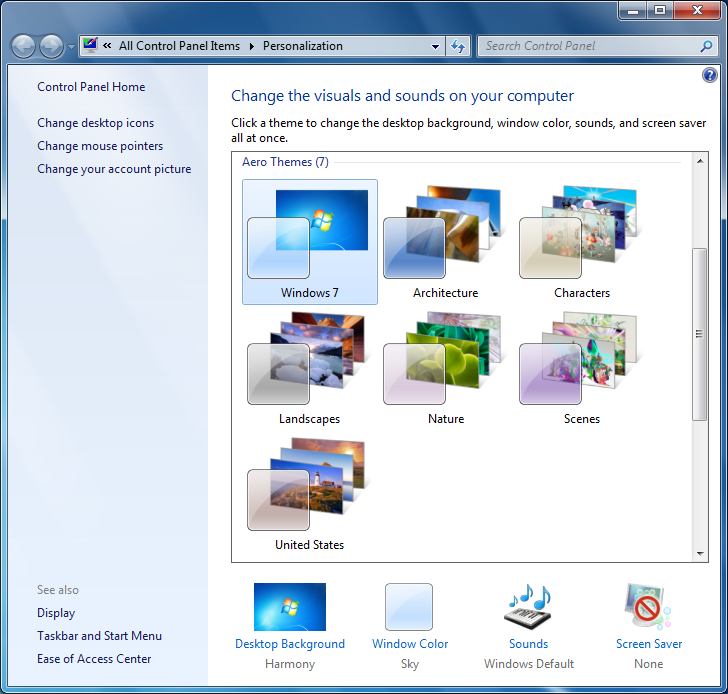 « All Control Panel Items Personalization
Search Control Panel
Control Panel Home
Change desktop icons
Change mouse pointers
Change your account picture
See also
Display
Taskbar and Start Menu
Ease of Access Center
?
Change the visuals and sounds on your computer
Click a theme to change the desktop background, window color, sounds, and screen saver
all at once.
Aero Themes (7)
Windows 7
Architecture
Characters
Landscapes
Nature
Scenes
United States
Desktop Background
Harmony
Window Color
Sky
Sounds
Windows Default
Screen Saver
None